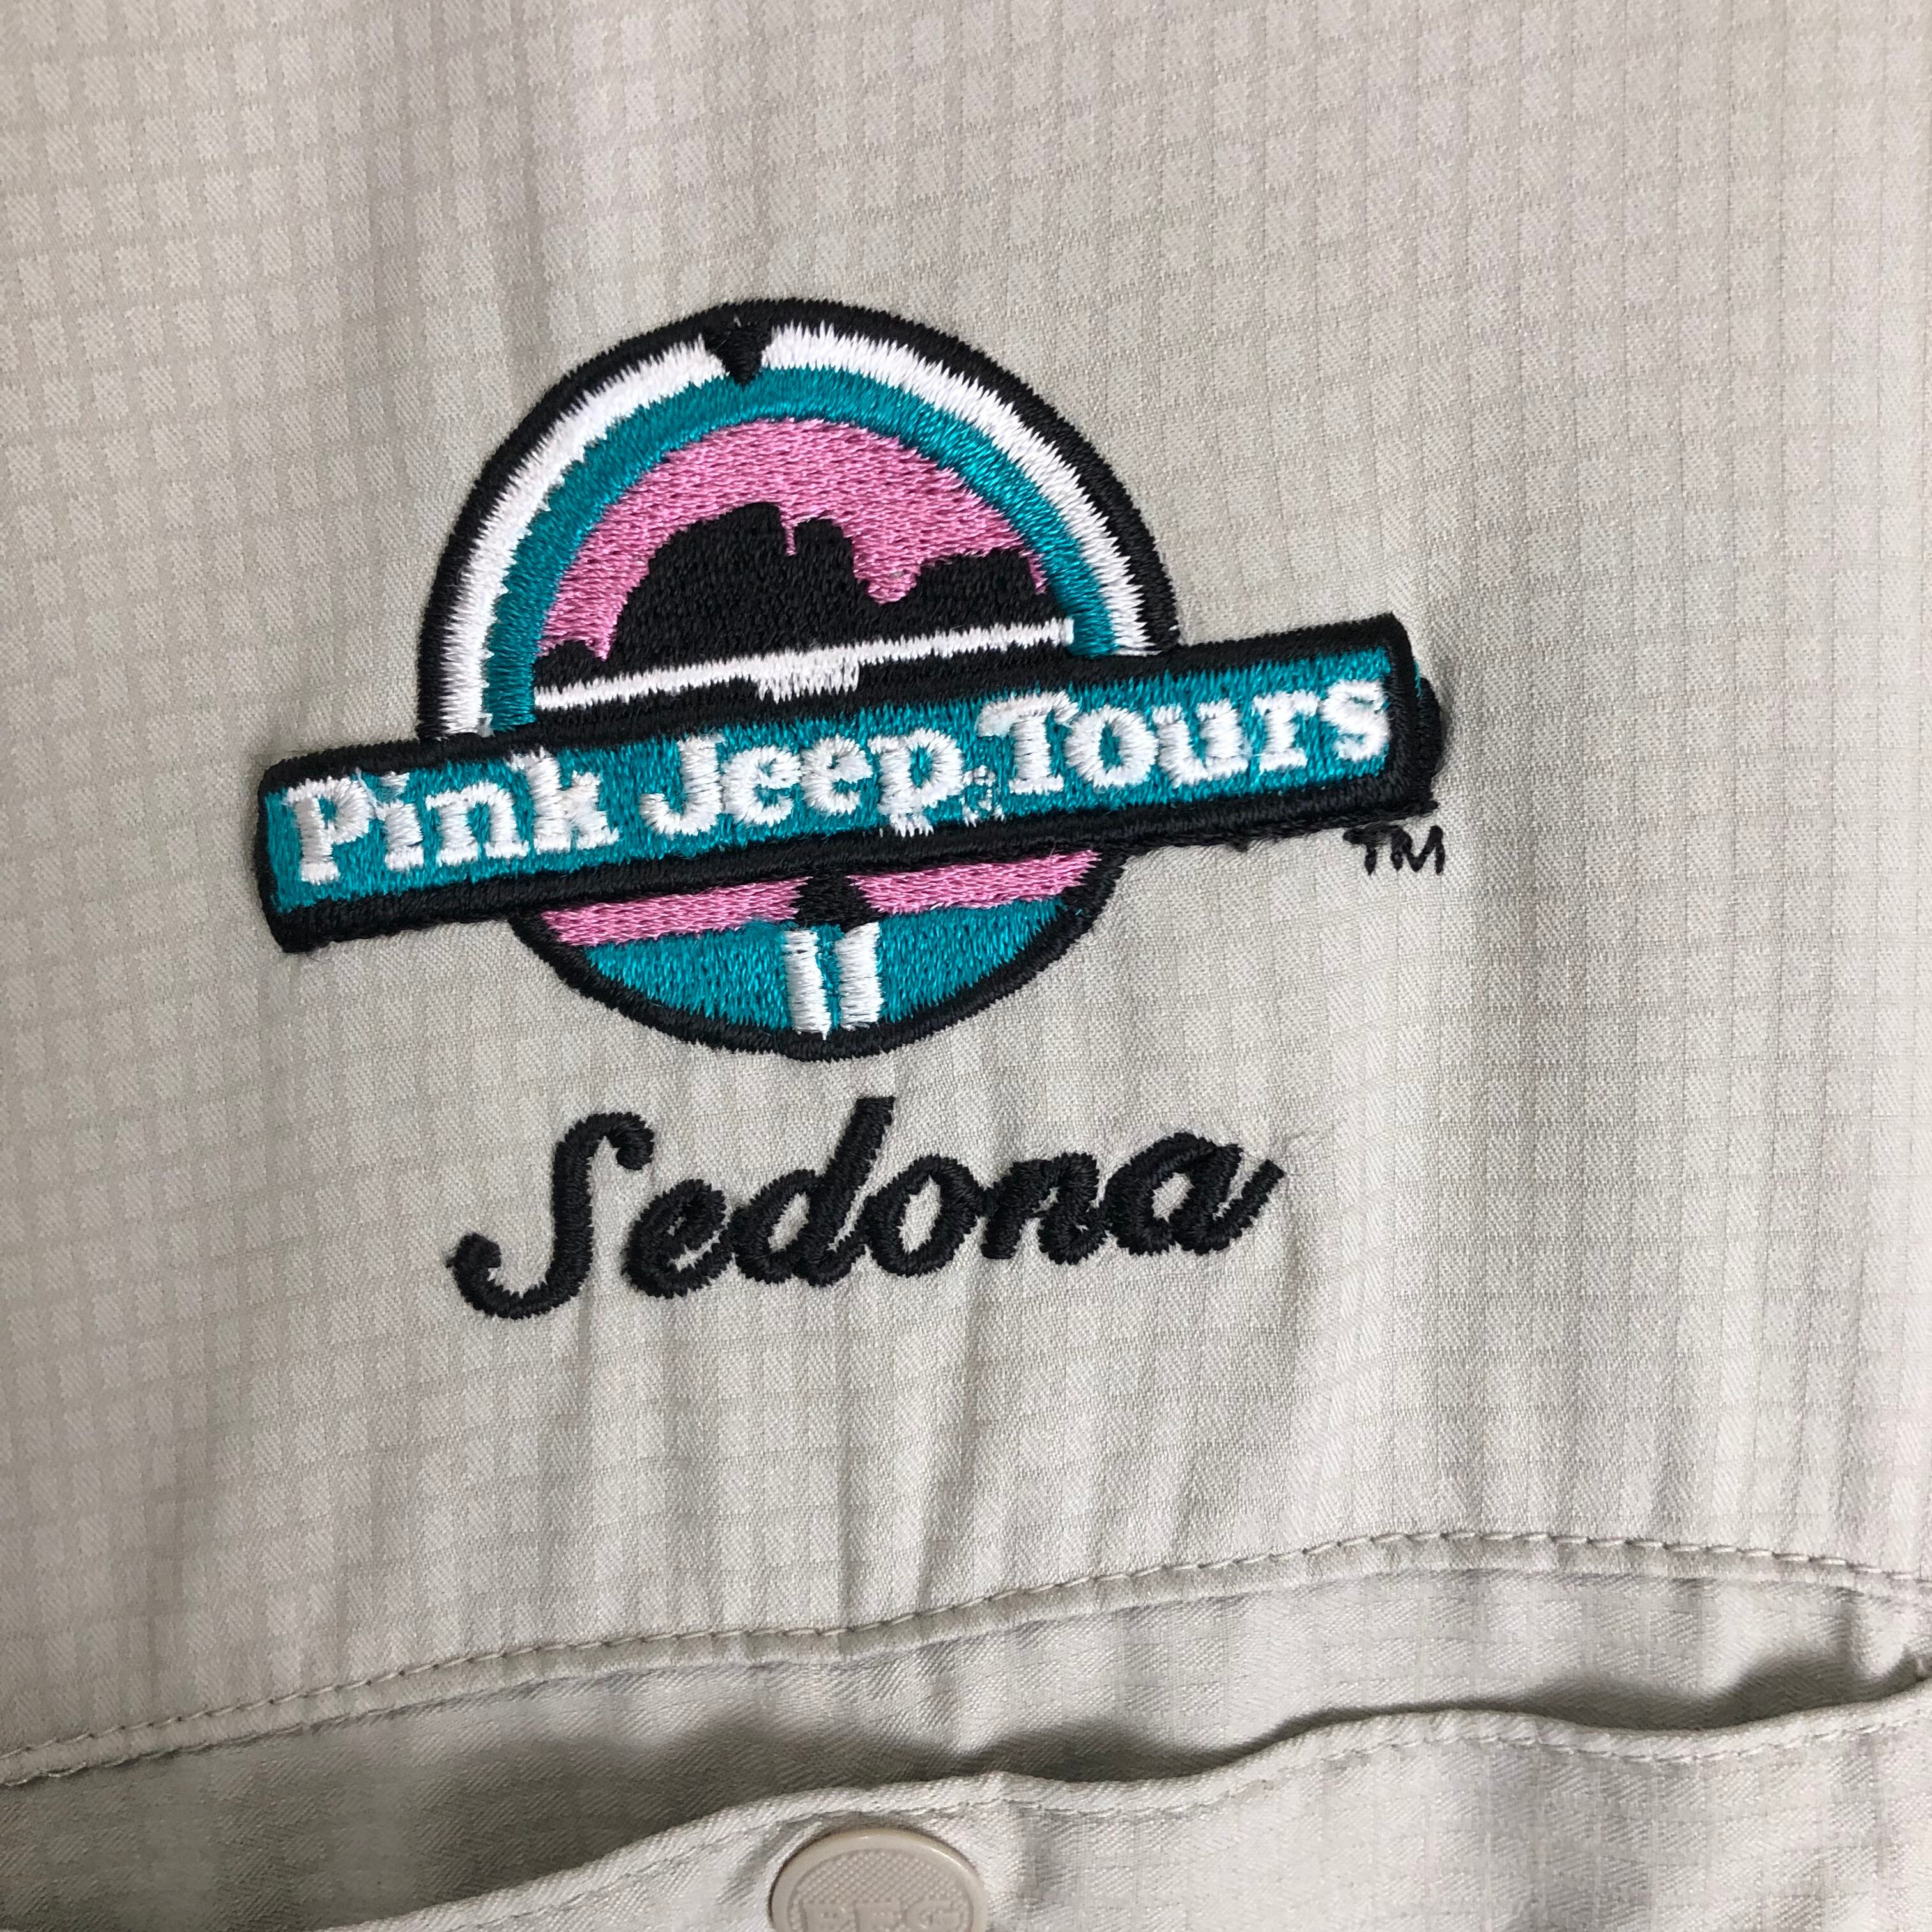 Pink Jeep Tours
TM
Sedona